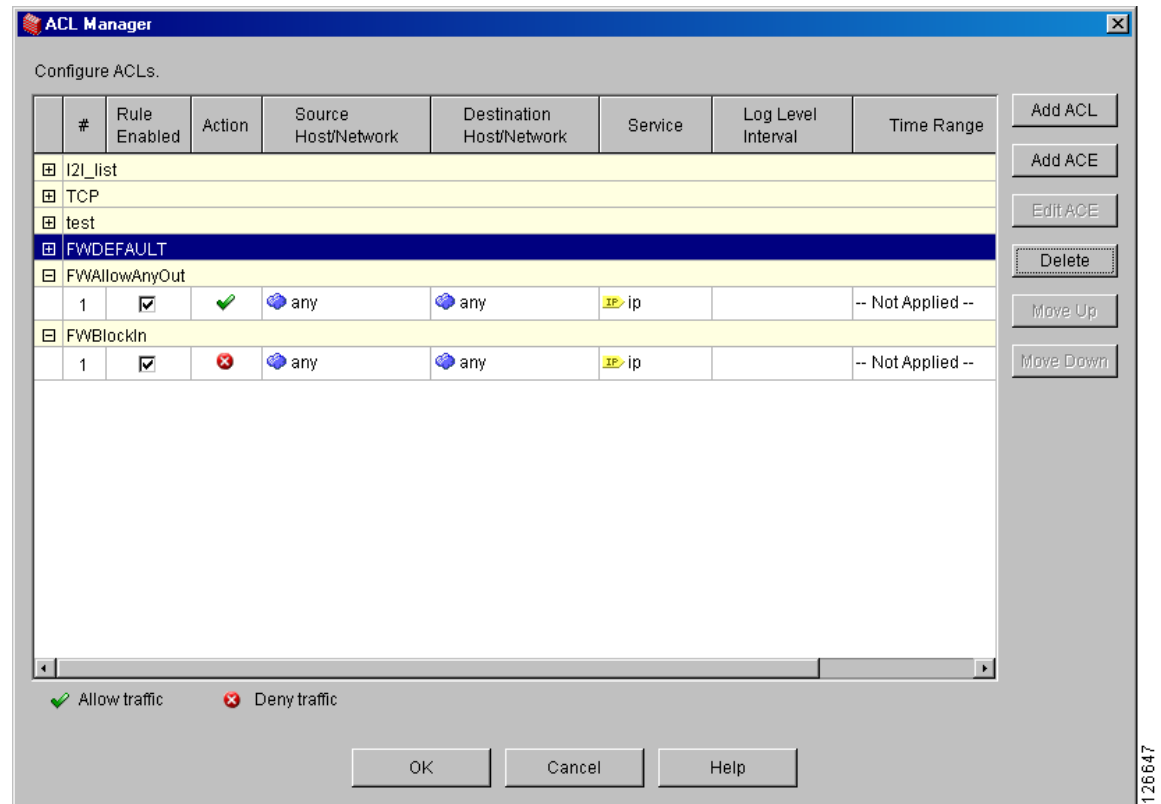 ACL Manager
Configure ACLs.
# Rule Enabled Action Source Host/Network Destination Host/Network Service Log Level Interval Time Range
I2I_list
TCP
test
FWDEFAULT
FWAllowAnyOut
1 any any IP ip -- Not Applied --
FWBlockIn
1 any any IP ip -- Not Applied --
Add ACL
Add ACE
Edit ACE
Delete
Move Up
Move Down
Allow traffic Deny traffic
OK Cancel Help
126647